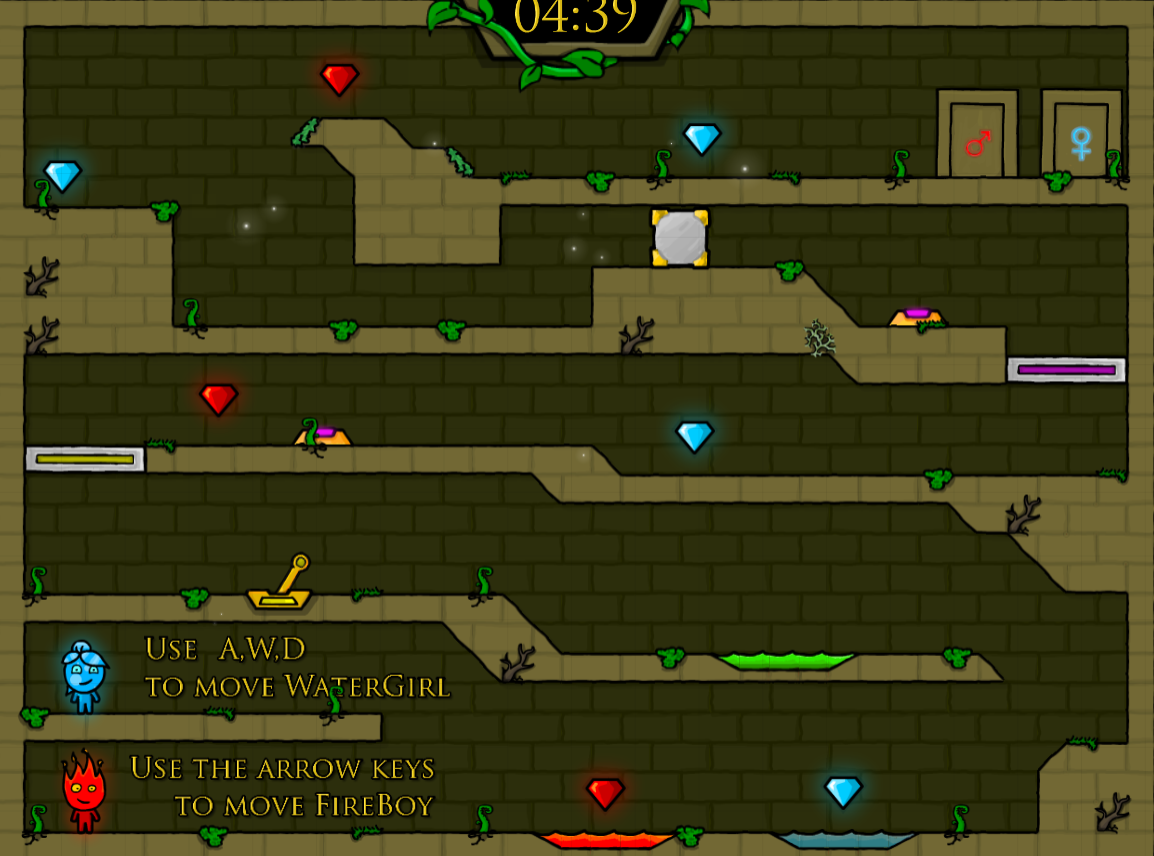 04:39
Use A,W,D
to move WaterGirl
Use the arrow keys
to move FireBoy